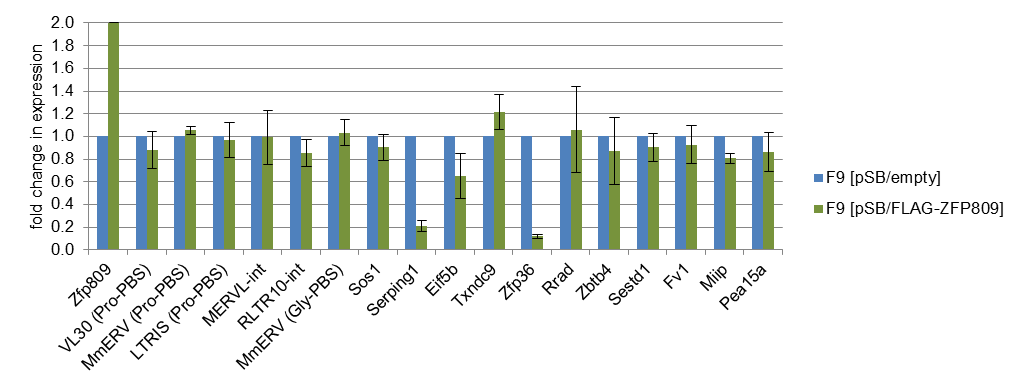 fold change in expression
2.0
1.8
1.6
1.4
1.2
1.0
0.8
0.6
0.4
0.2
0.0
Zfp809
VL30 (Pro-PBS)
MmERV (Pro-PBS)
LTRIS (Pro-PBS)
MERVL-int
RLTR10-int
MmERV (Gly-PBS)
Sos1
Serping1
Eif5b
Txndc9
Zfp36
Rrad
Zbtb4
Sestd1
Fv1
Miip
Pea15a
F9 [pSB/empty]
F9 [pSB/FLAG-ZFP809]